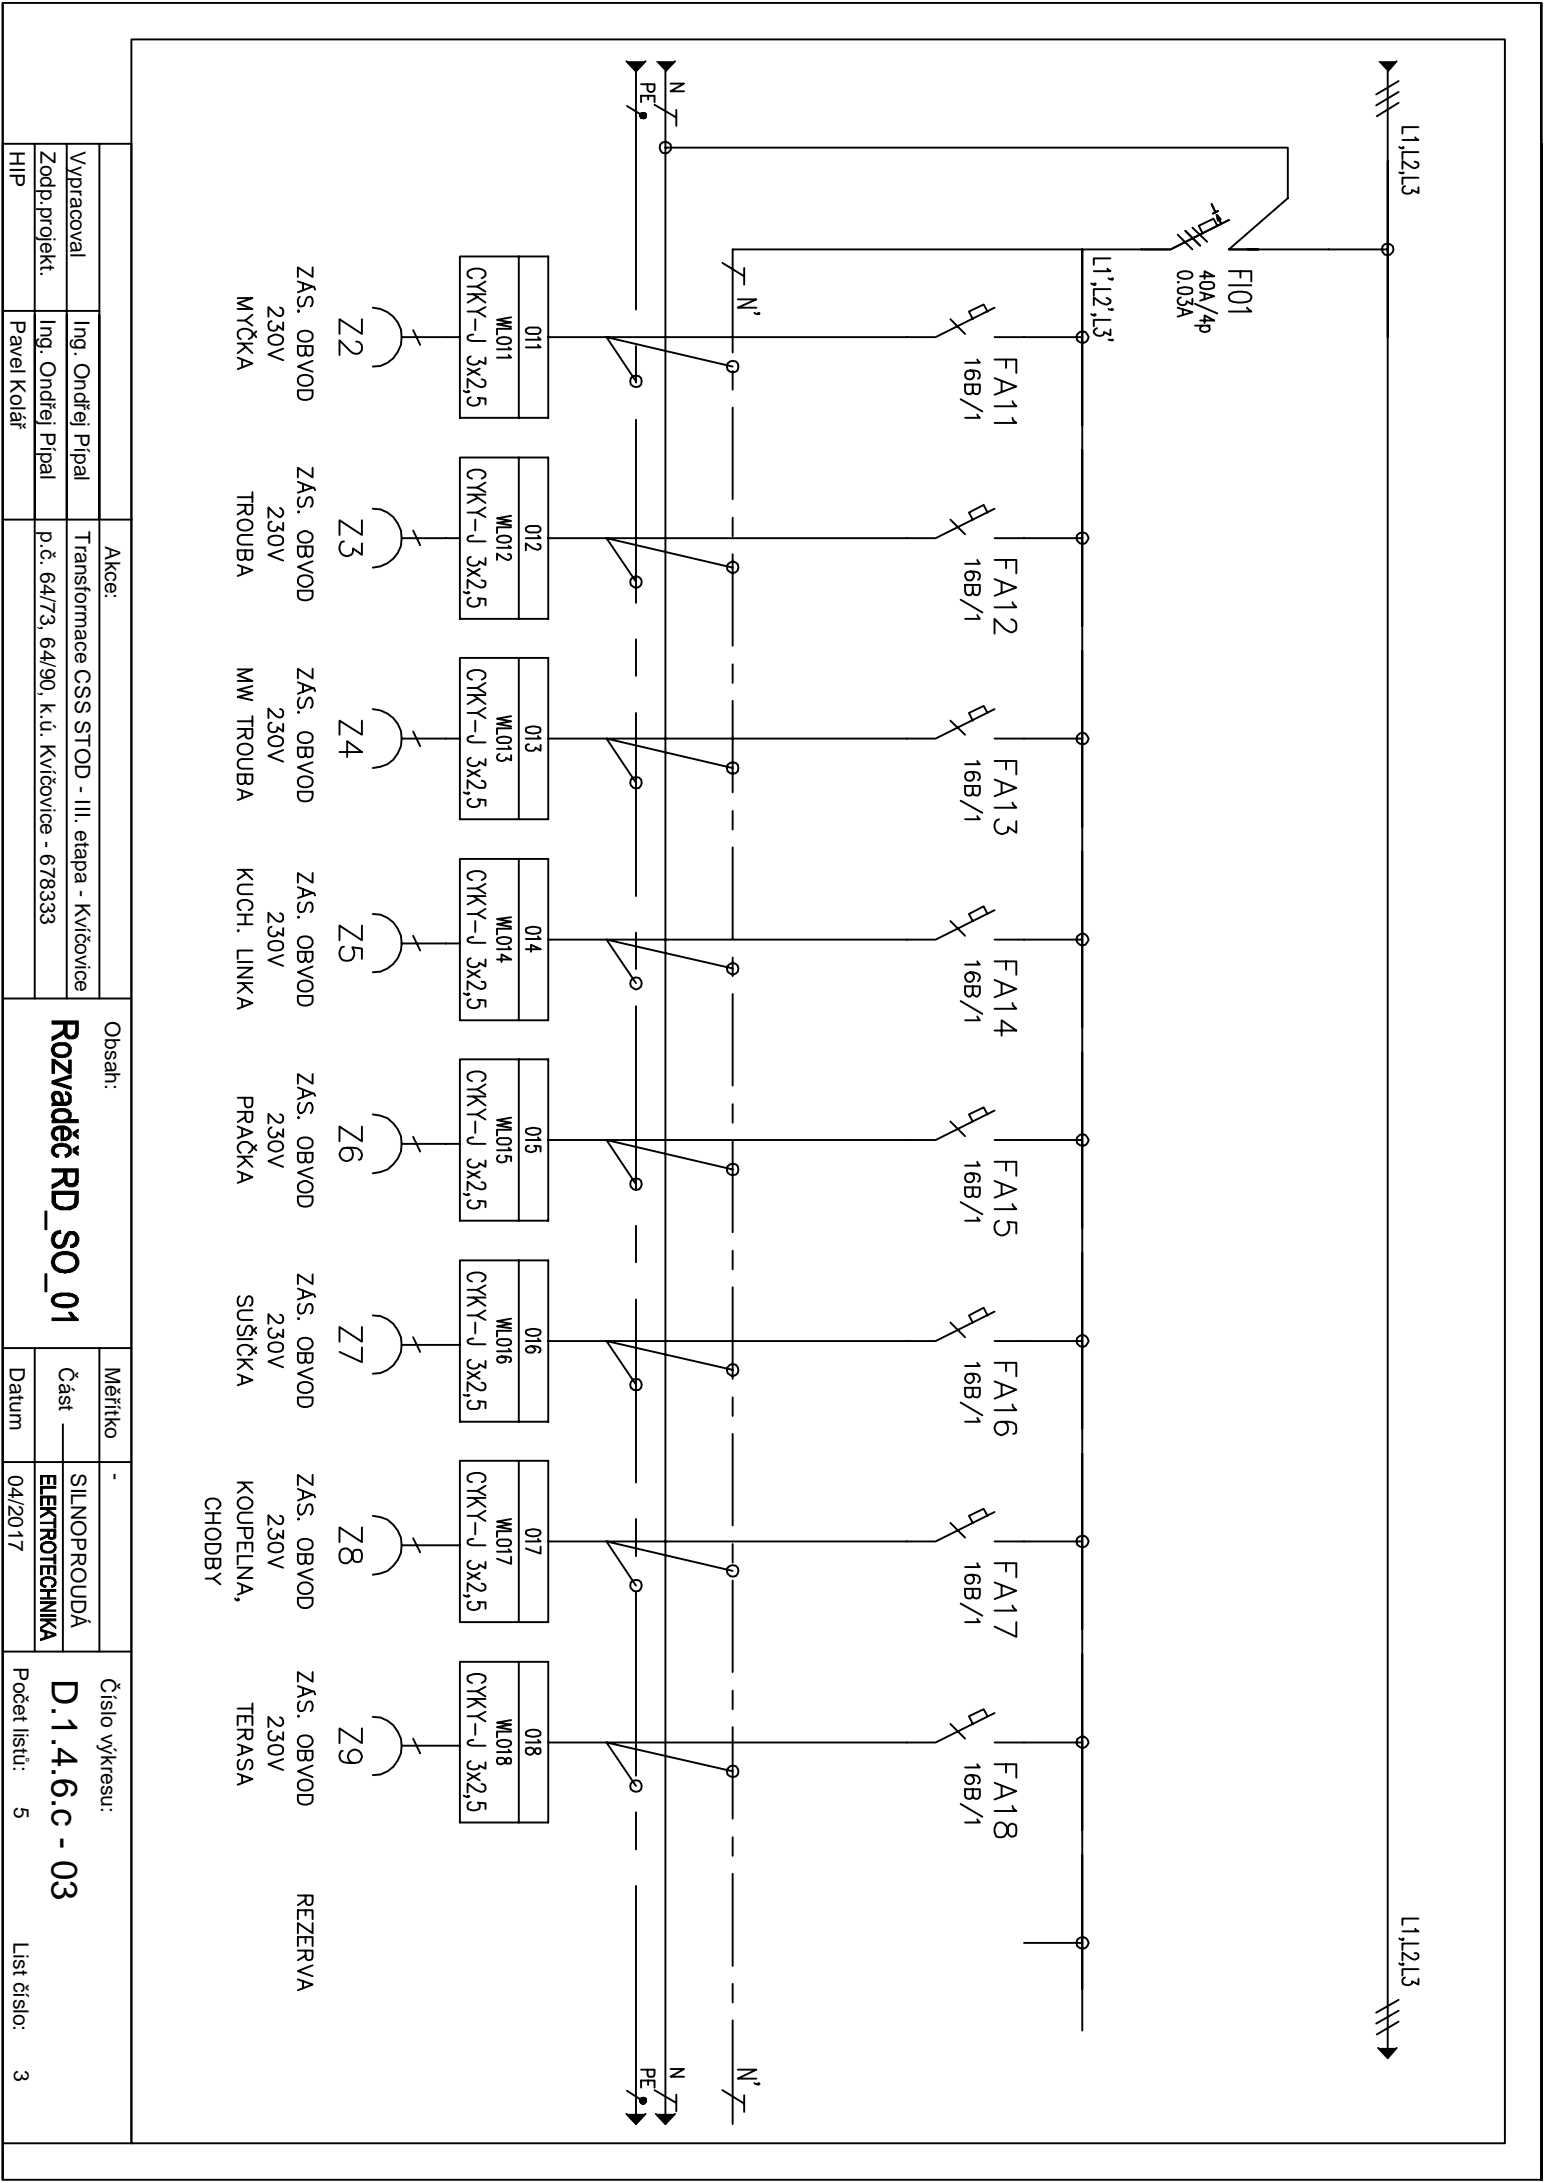 L1,L2,L3
L1,L2,L3
FI01
40A/4p
0.03A
L1',L2',L3'
FA11
16B/1
FA12
16B/1
FA13
16B/1
FA14
16B/1
FA15
16B/1
FA16
16B/1
FA17
16B/1
FA18
16B/1
N'
N'
N
PE
N
PE
011
WL011
CYKY-J 3x2,5
012
WL012
CYKY-J 3x2,5
013
WL013
CYKY-J 3x2,5
014
WL014
CYKY-J 3x2,5
015
WL015
CYKY-J 3x2,5
016
WL016
CYKY-J 3x2,5
017
WL017
CYKY-J 3x2,5
018
WL018
CYKY-J 3x2,5
Z2
ZÁS. OBVOD
230V
MYČKA
Z3
ZÁS. OBVOD
230V
TROUBA
Z4
ZÁS. OBVOD
230V
MW TROUBA
Z5
ZÁS. OBVOD
230V
KUCH. LINKA
Z6
ZÁS. OBVOD
230V
PRAČKA
Z7
ZÁS. OBVOD
230V
SUŠIČKA
Z8
ZÁS. OBVOD
230V
KOUPELNA,
CHODBY
Z9
ZÁS. OBVOD
230V
TERASA
REZERVA
Vypracoval Ing. Ondřej Pípal
Zodp.projekt. Ing. Ondřej Pípal
HIP Pavel Kolář
Akce:
Transformace CSS STOD - III. etapa - Kvíčovice
p.č. 64/73, 64/90, k.ú. Kvíčovice - 678333
Obsah:
Rozvaděč RD_SO_01
Měřítko -
Část SILNOPROUDÁ
ELEKTROTECHNIKA
Datum 04/2017
Číslo výkresu:
D.1.4.6.c - 03
Počet listů: 5 List číslo: 3